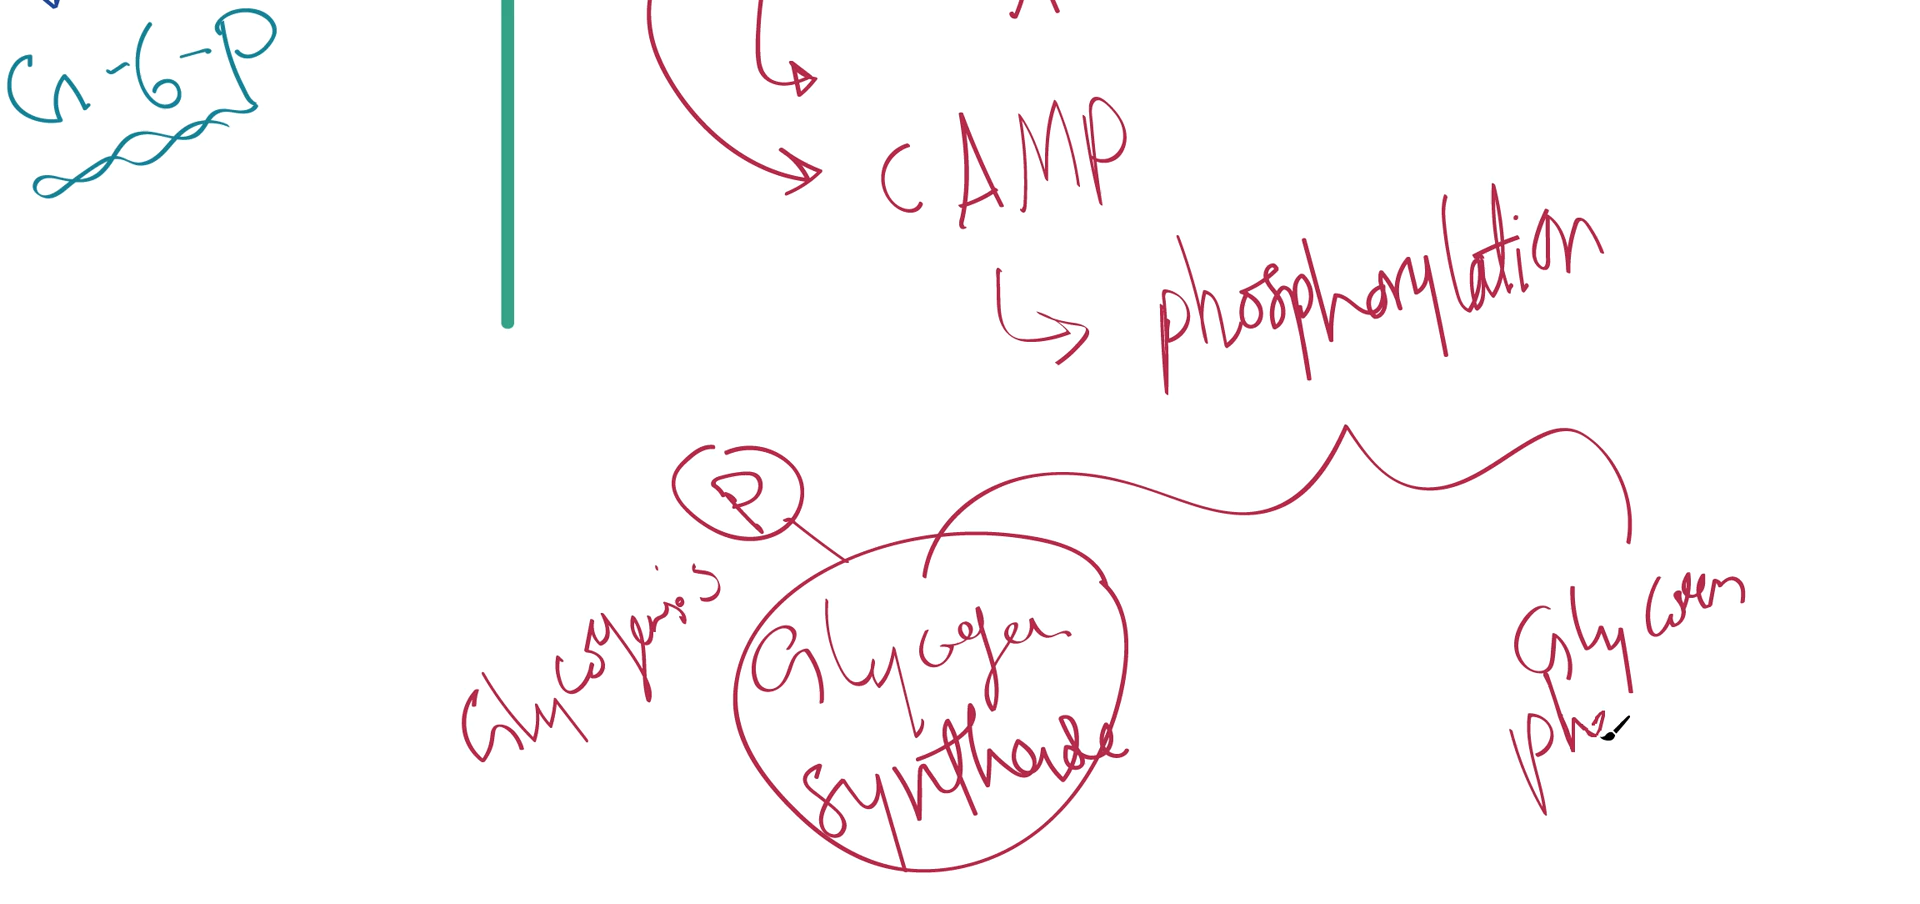 G-6-P
CAMP
phosphorylation
P
Glycogenesis
Glycogen
Synthase
Glycogen
pho